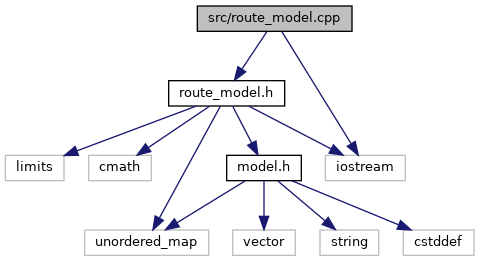 src/route_model.cpp
route_model.h
limits
cmath
model.h
iostream
unordered_map
vector
string
cstddef